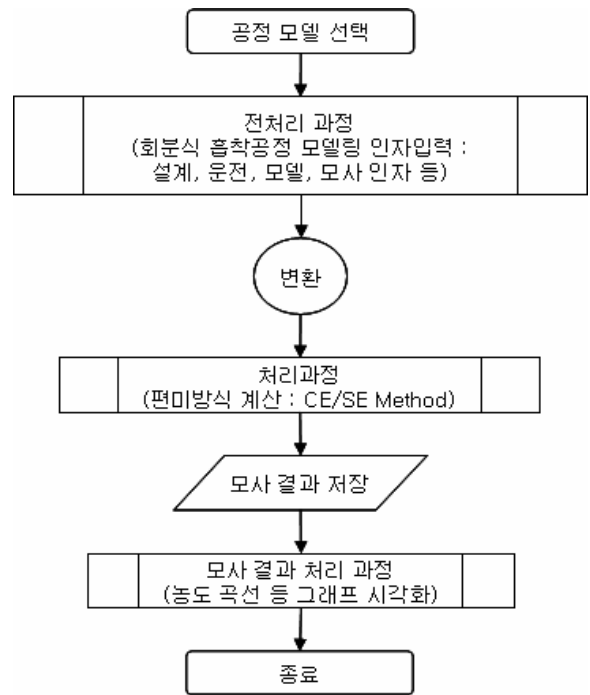 공정 모델 선택
전처리 과정
(회분식 흡착공정 모델링 인자입력 :
설계, 운전, 모델, 모사 인자 등)
변환
처리과정
(편미방식 계산 : CE/SE Method)
모사 결과 저장
모사 결과 처리 과정
(농도 곡선 등 그래프 시각화)
종료